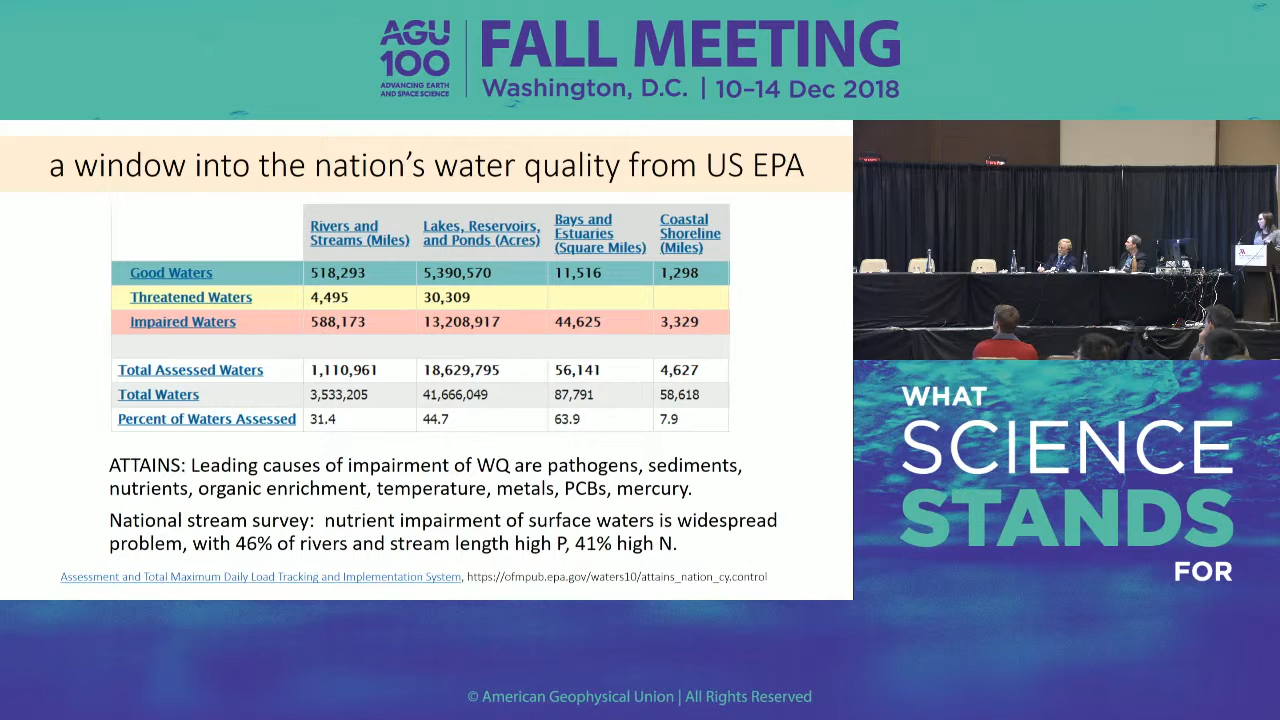 AGU
100
ADVANCING EARTH
AND SPACE SCIENCE
FALL MEETING
Washington, D.C. | 10–14 Dec 2018
a window into the nation's water quality from US EPA
Rivers and Streams (Miles) Lakes, Reservoirs, and Ponds (Acres) Bays and Estuaries (Square Miles) Coastal Shoreline (Miles)
Good Waters 518,293 5,390,570 11,516 1,298
Threatened Waters 4,495 30,309
Impaired Waters 588,173 13,208,917 44,625 3,329
Total Assessed Waters 1,110,961 18,629,795 56,141 4,627
Total Waters 3,533,205 41,666,049 87,791 58,618
Percent of Waters Assessed 31.4 44.7 63.9 7.9
ATTAINS: Leading causes of impairment of WQ are pathogens, sediments,
nutrients, organic enrichment, temperature, metals, PCBs, mercury.
National stream survey:  nutrient impairment of surface waters is widespread
problem, with 46% of rivers and stream length high P, 41% high N.
Assessment and Total Maximum Daily Load Tracking and Implementation System, https://ofmpub.epa.gov/waters10/attains_nation_cy.control
WHAT
SCIENCE
STANDS
FOR
© American Geophysical Union | All Rights Reserved